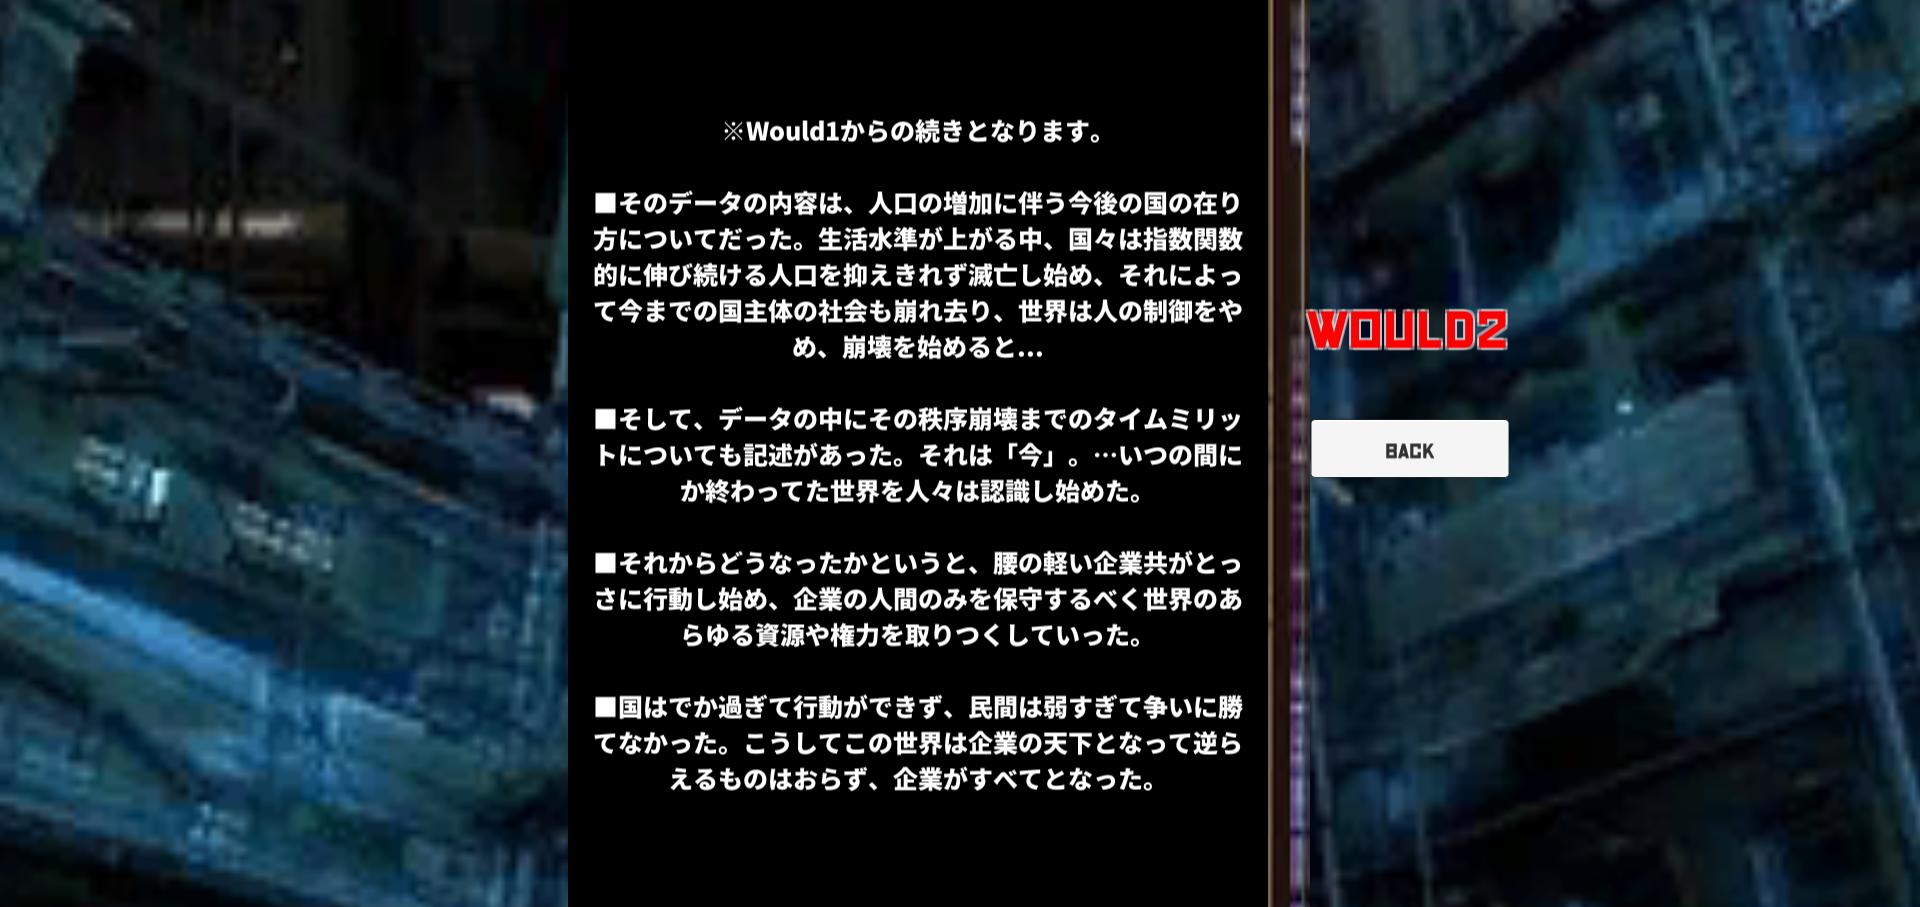 ※Would1からの続きとなります。
■そのデータの内容は、人口の増加に伴う今後の国の在り
方についてだった。生活水準が上がる中、国々は指数関数
的に伸び続ける人口を抑えきれず滅亡し始め、それによっ
て今までの国主体の社会も崩れ去り、世界は人の制御をや
め、崩壊を始めると...
■そして、データの中にその秩序崩壊までのタイムミリッ
トについても記述があった。それは「今」。…いつの間に
か終わってた世界を人々は認識し始めた。
■それからどうなったかというと、腰の軽い企業共がとっ
さに行動し始め、企業の人間のみを保守するべく世界のあ
らゆる資源や権力を取りつくしていった。
■国はでか過ぎて行動ができず、民間は弱すぎて争いに勝
てなかった。こうしてこの世界は企業の天下となって逆ら
えるものはおらず、企業がすべてとなった。
WOULD2
BACK